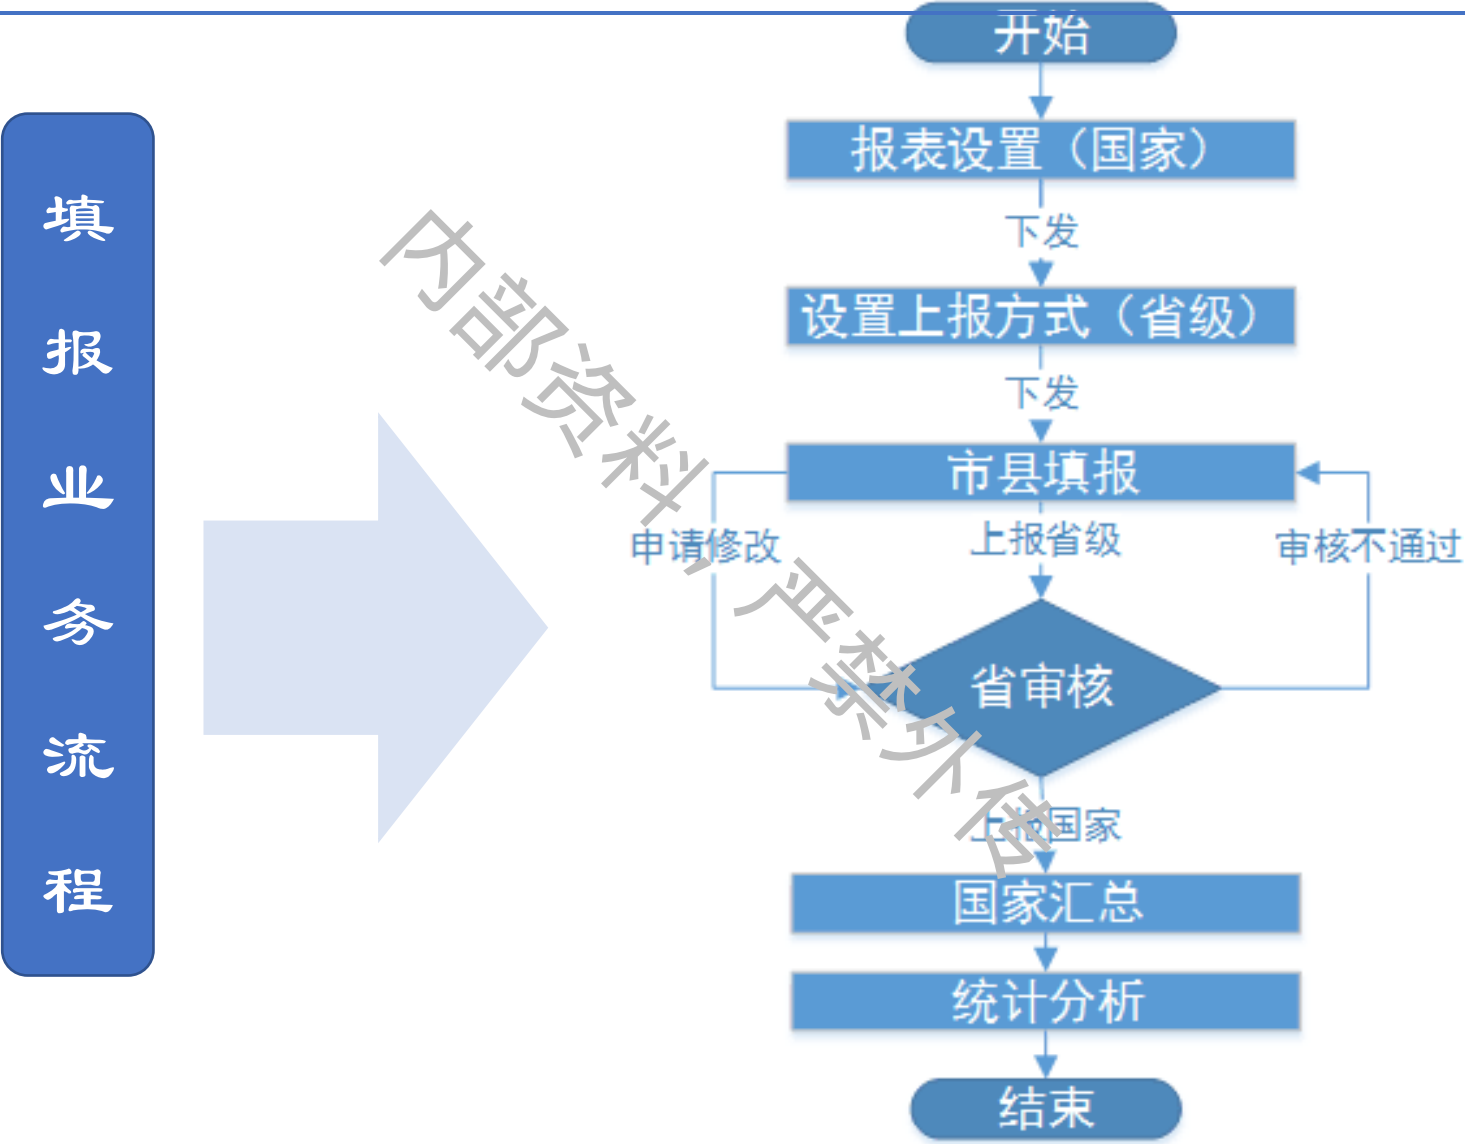 填报业务流程
开始
报表设置（国家）
下发
设置上报方式（省级）
下发
市县填报
申请修改
上报省级
审核不通过
省审核
上报国家
国家汇总
统计分析
结束
内部资料，严禁外传